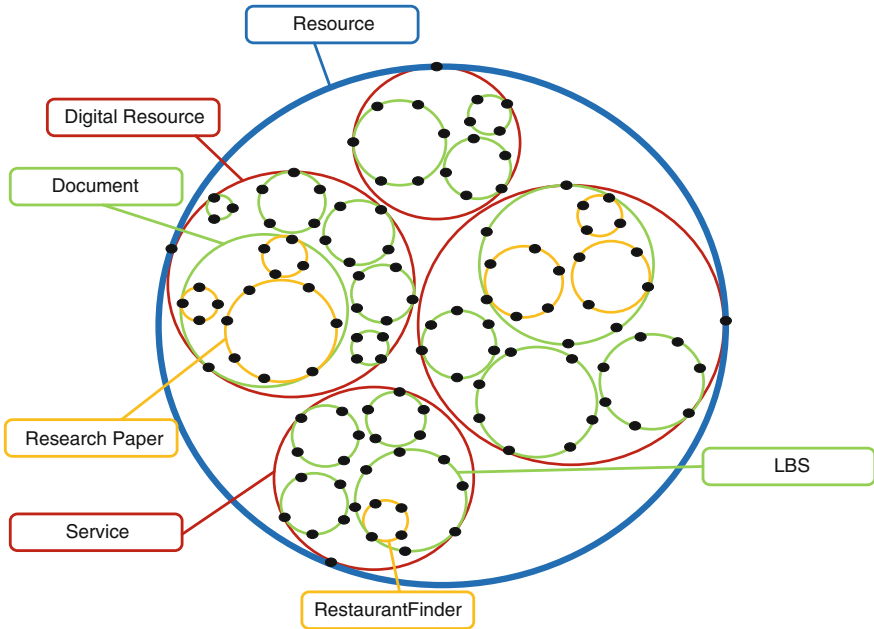 Resource
Digital Resource
Document
Research Paper
LBS
Service
RestaurantFinder